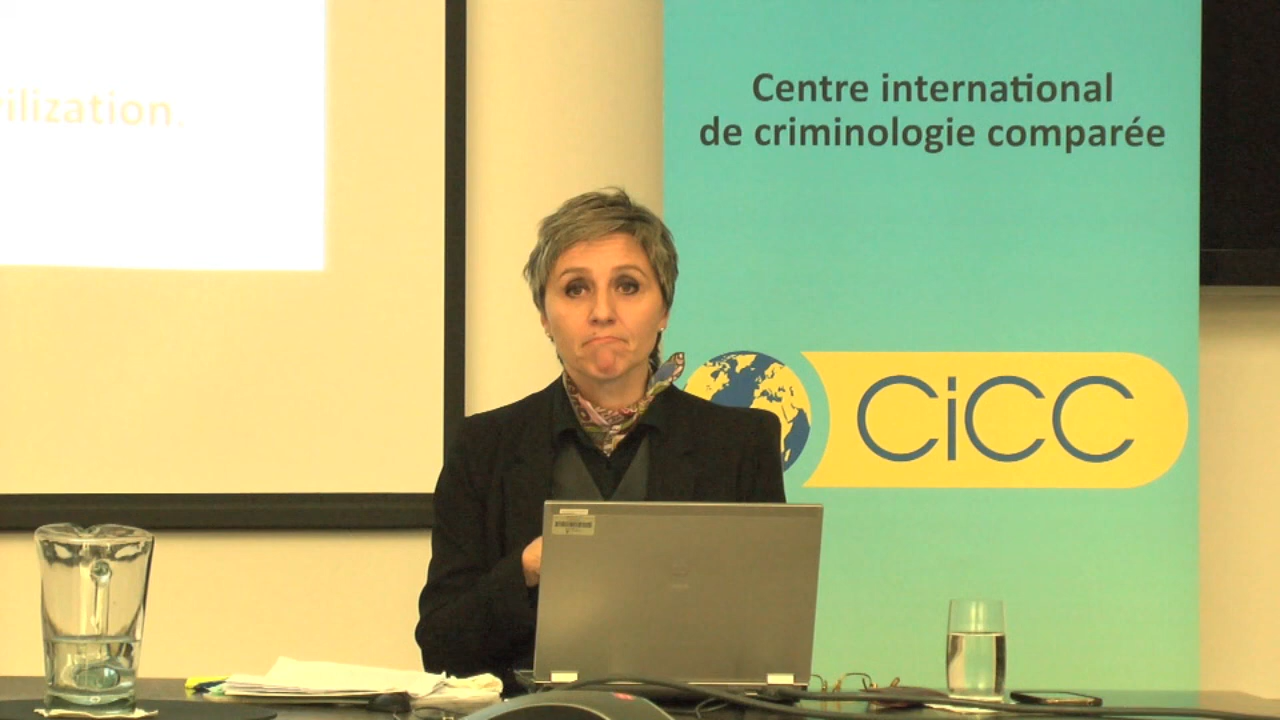 ilization.
Centre international
de criminologie comparée
CiCC